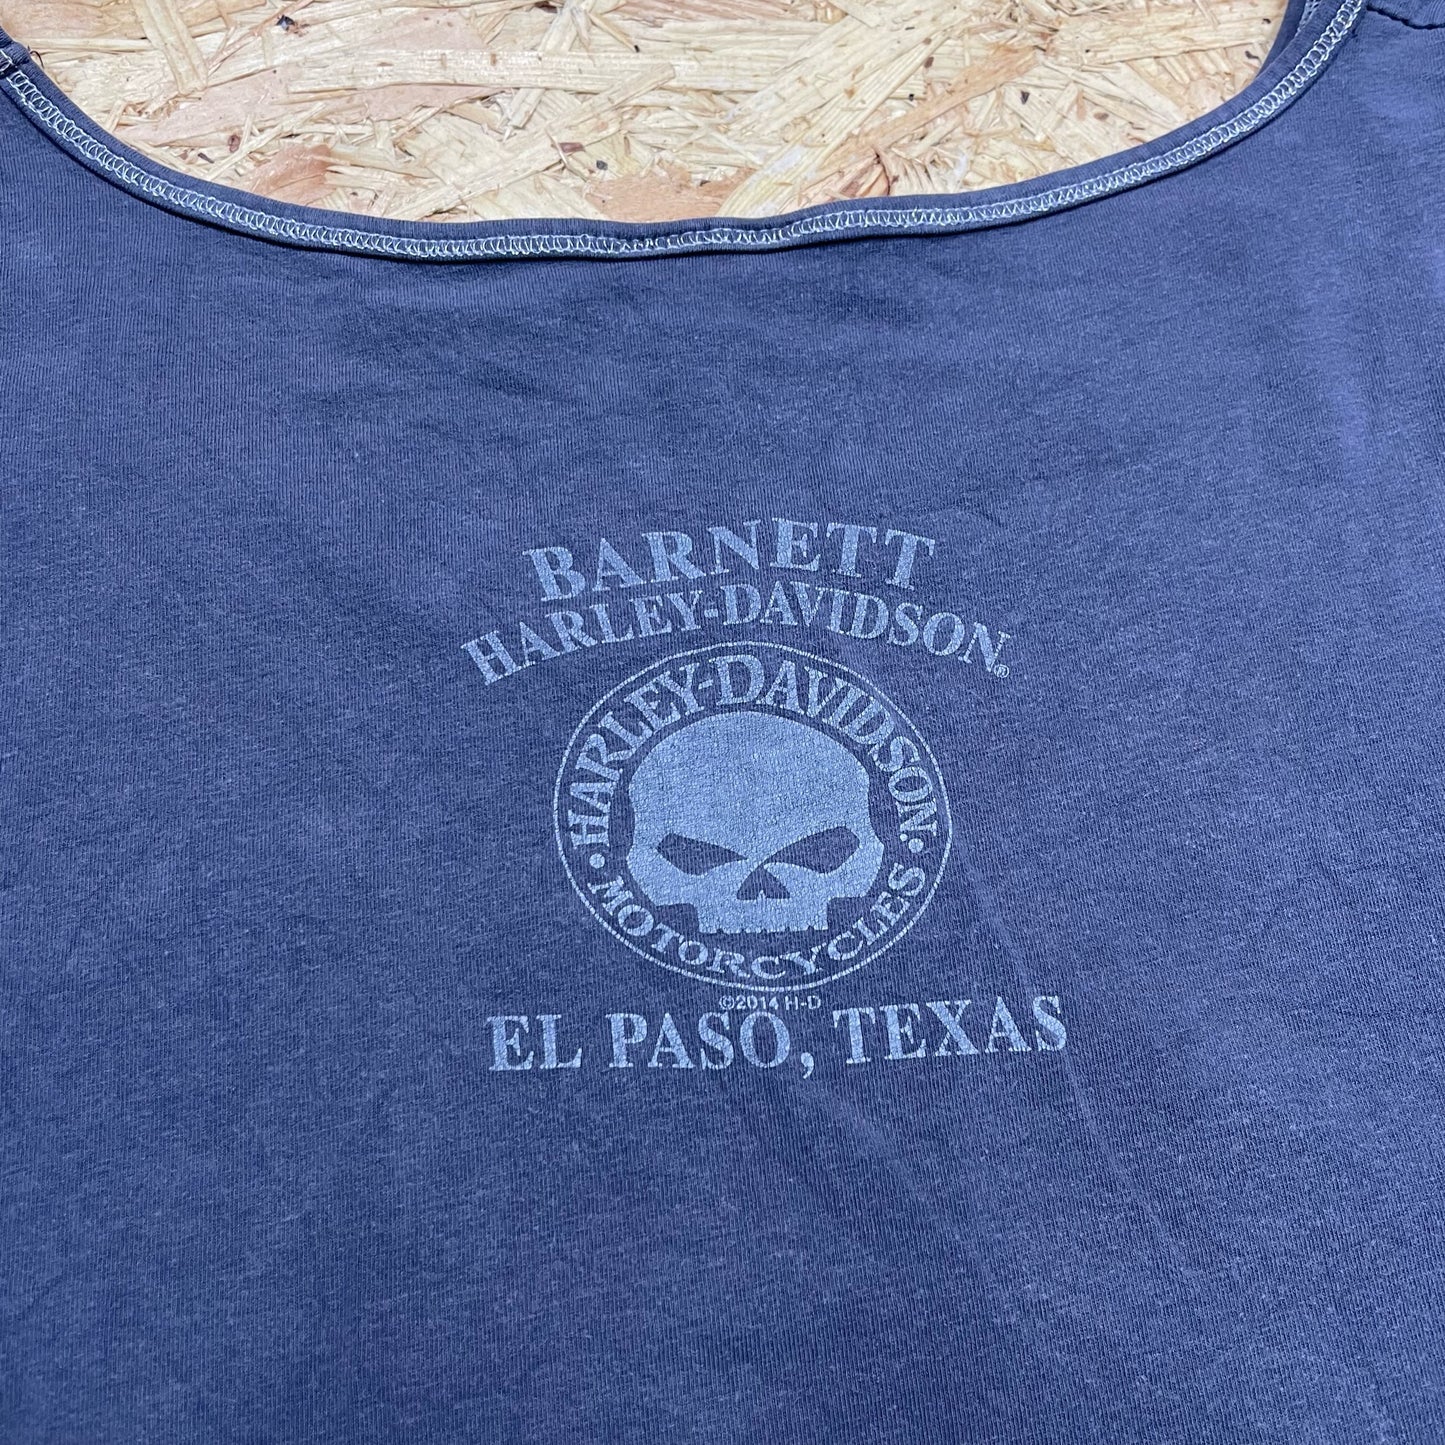 BARNETT
HARLEY-DAVIDSON®
HARLEY-DAVIDSON
• MOTORCYCLES •
©2014 H-D
EL PASO, TEXAS